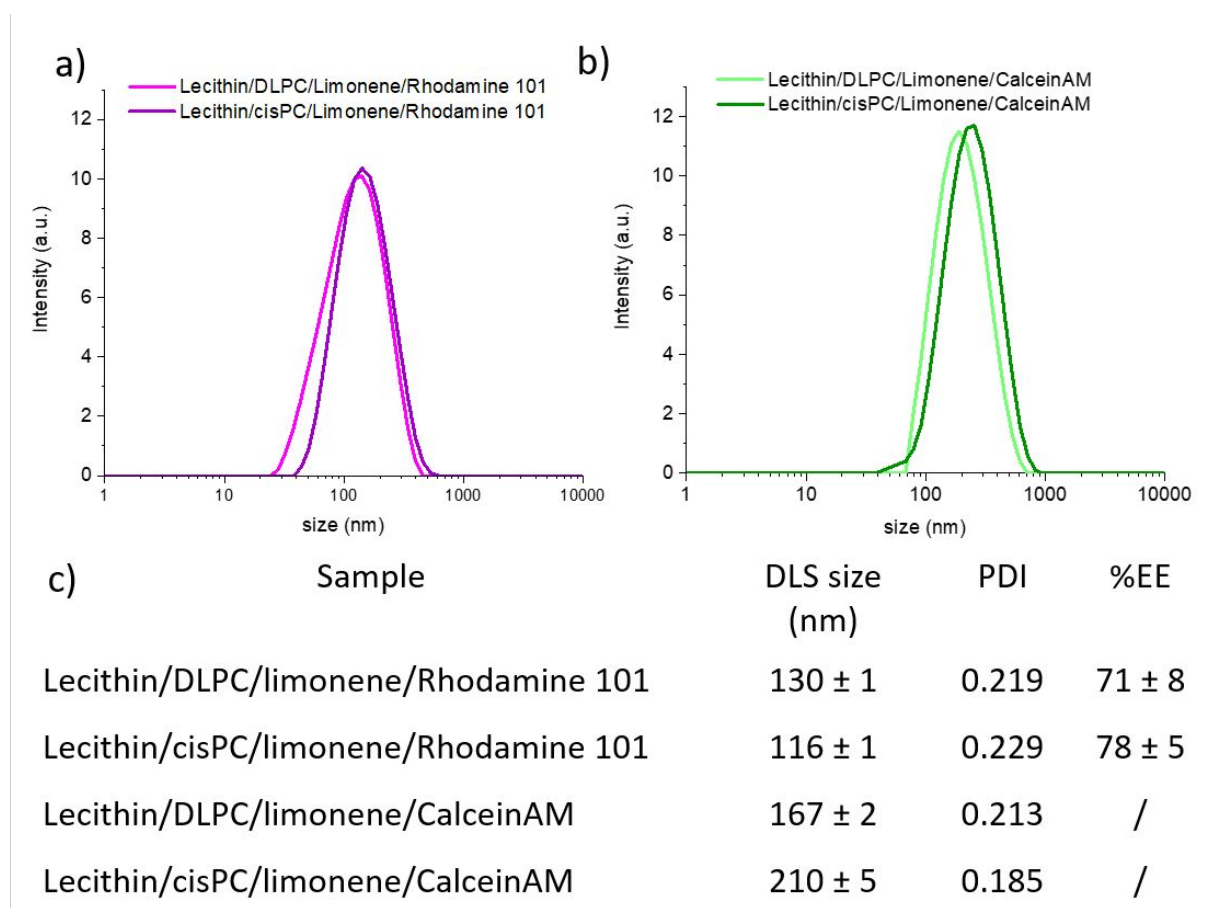 a)
Lecithin/DLPC/Limonene/Rhodamine 101
Lecithin/cisPC/Limonene/Rhodamine 101
12
10
8
6
4
2
0
Intensity (a.u.)
1 10 100 1000 10000
size (nm)
b)
Lecithin/DLPC/Limonene/CalceinAM
Lecithin/cisPC/Limonene/CalceinAM
12
10
8
6
4
2
0
Intensity (a.u.)
1 10 100 1000 10000
size (nm)
c) Sample DLS size (nm) PDI %EE
Lecithin/DLPC/limonene/Rhodamine 101 130 ± 1 0.219 71 ± 8
Lecithin/cisPC/limonene/Rhodamine 101 116 ± 1 0.229 78 ± 5
Lecithin/DLPC/limonene/CalceinAM 167 ± 2 0.213 /
Lecithin/cisPC/limonene/CalceinAM 210 ± 5 0.185 /